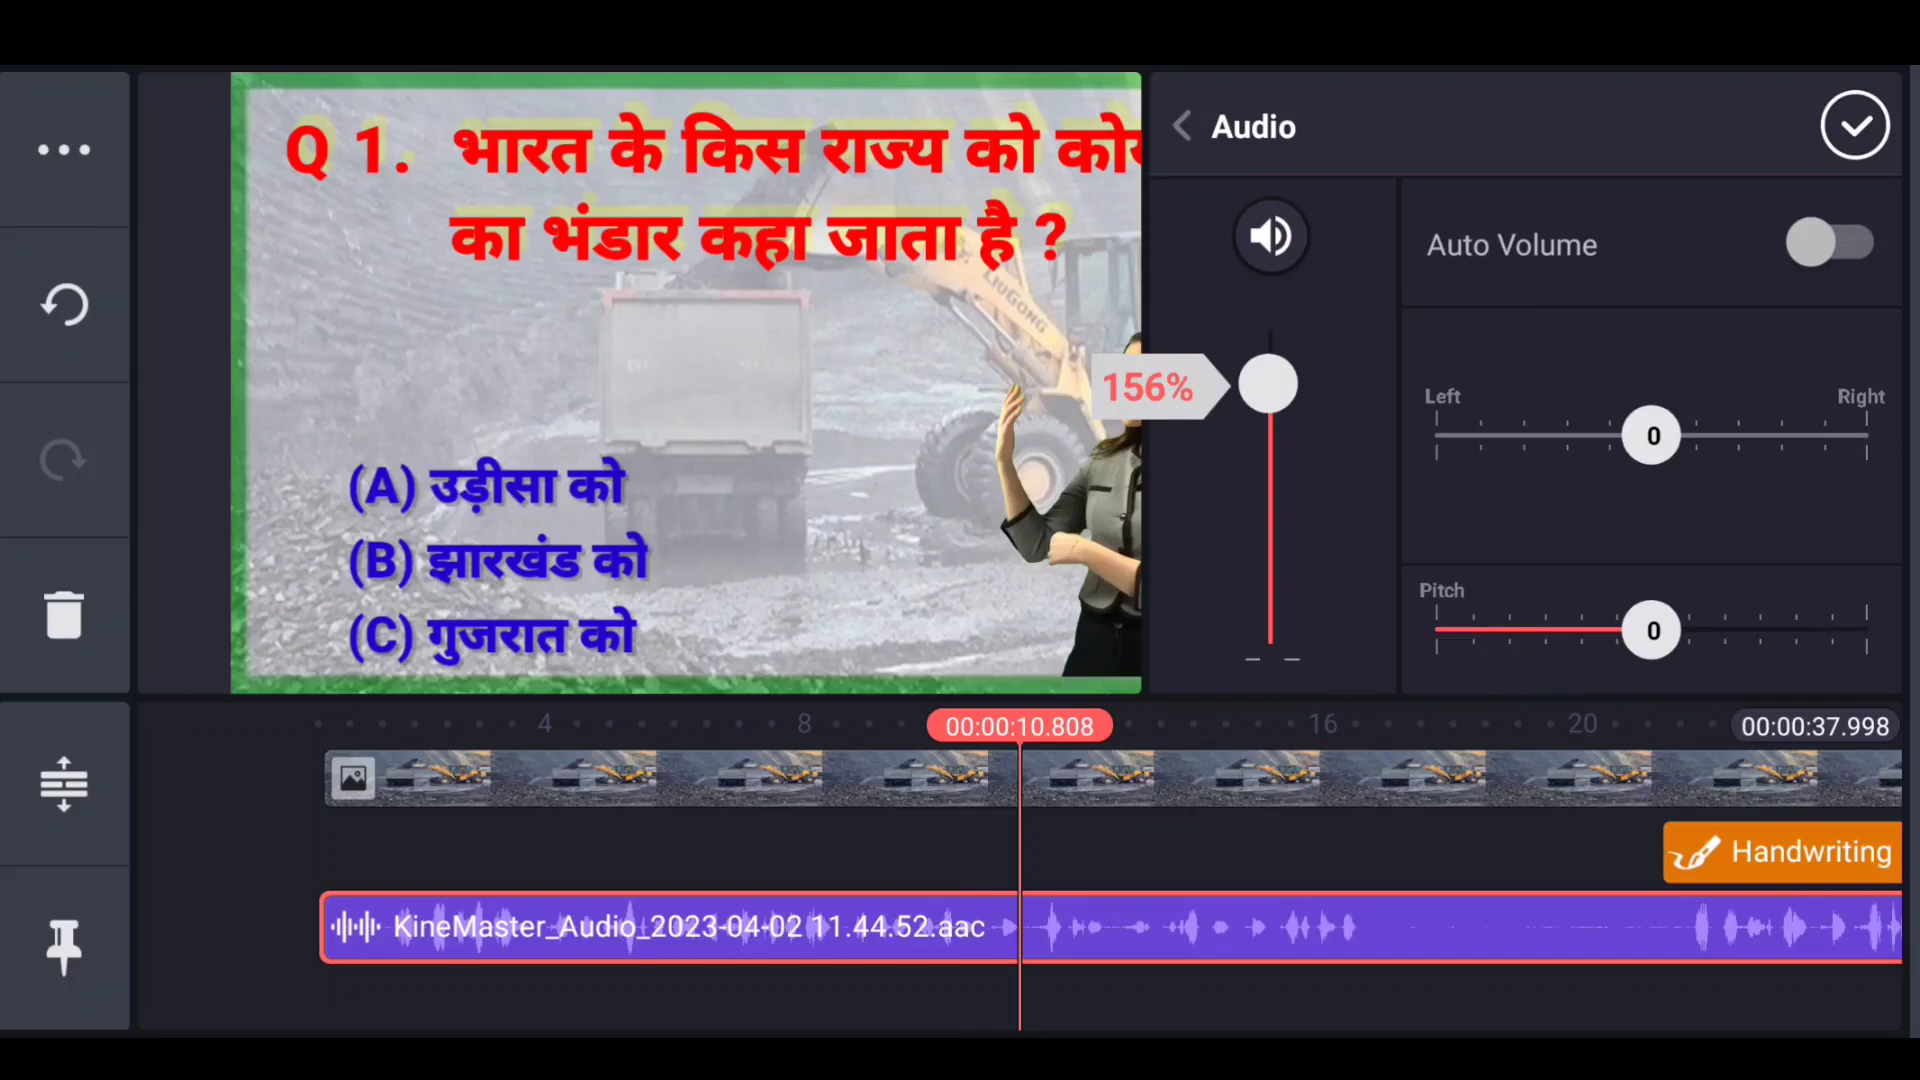 Q 1. भारत के किस राज्य को
का भंडार कहा जाता है ?
LIUGONG
(A) उड़ीसा को
(B) झारखंड को
(C) गुजरात को
Audio
Auto Volume
156%
Left
Right
0
Pitch
0
4
8
00:00:10.808
16
20
00:00:37.998
Handwriting
KineMaster_Audio_2023-04-02 11.44.52.aac